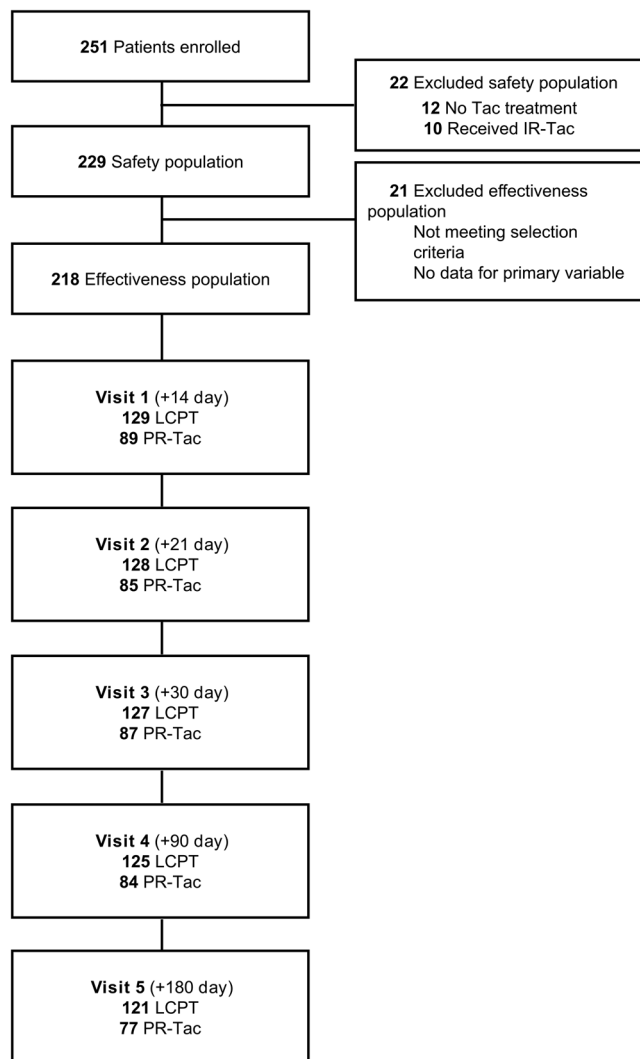 251 Patients enrolled
22 Excluded safety population
12 No Tac treatment
10 Received IR-Tac
229 Safety population
21 Excluded effectiveness
population
Not meeting selection
criteria
No data for primary variable
218 Effectiveness population
Visit 1 (+14 day)
129 LCPT
89 PR-Tac
Visit 2 (+21 day)
128 LCPT
85 PR-Tac
Visit 3 (+30 day)
127 LCPT
87 PR-Tac
Visit 4 (+90 day)
125 LCPT
84 PR-Tac
Visit 5 (+180 day)
121 LCPT
77 PR-Tac